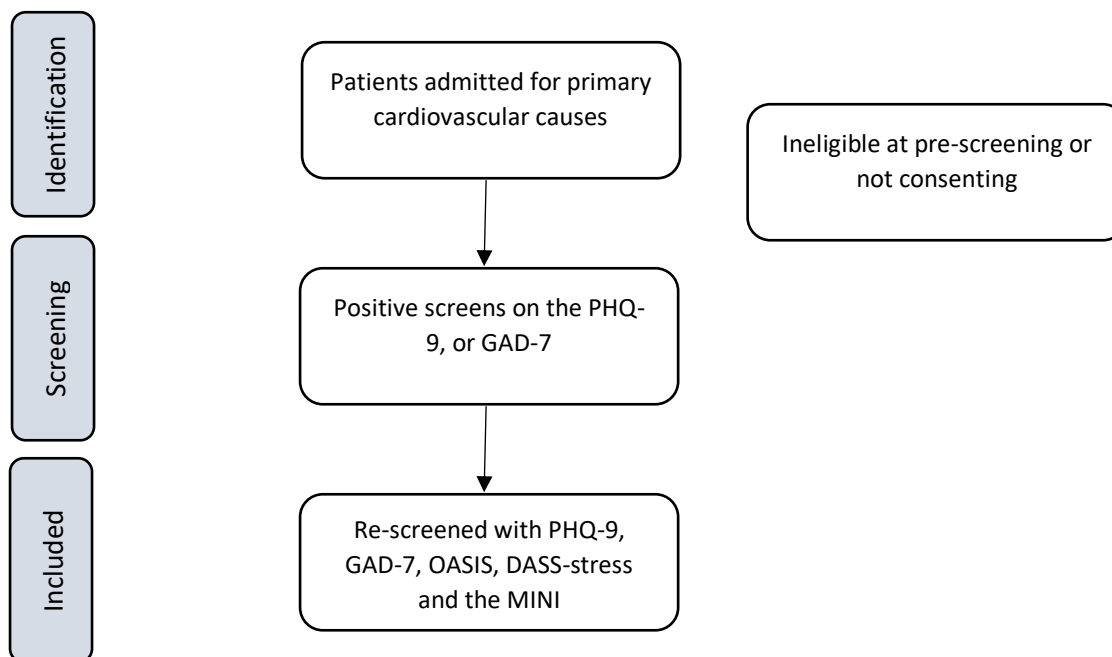 Identification
Patients admitted for primary
cardiovascular causes
Ineligible at pre-screening or
not consenting
Screening
Positive screens on the PHQ-
9, or GAD-7
Included
Re-screened with PHQ-9,
GAD-7, OASIS, DASS-stress
and the MINI